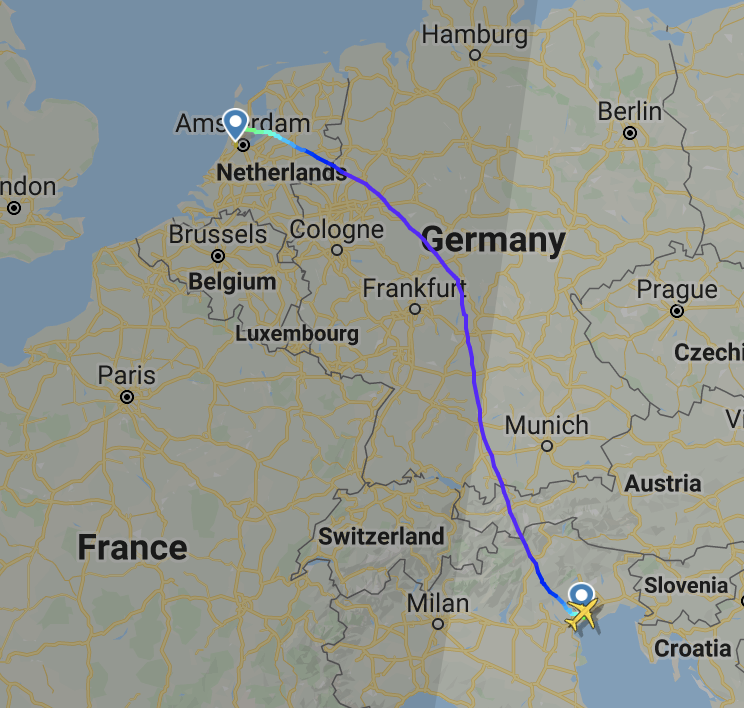 Hamburg
Amsterdam
Berlin
Netherlands
ndon
Brussels
Cologne
Germany
Belgium
Frankfurt
Prague
Luxembourg
Czechi
Paris
Munich
Vi
Austria
France
Switzerland
Slovenia
Milan
Croatia